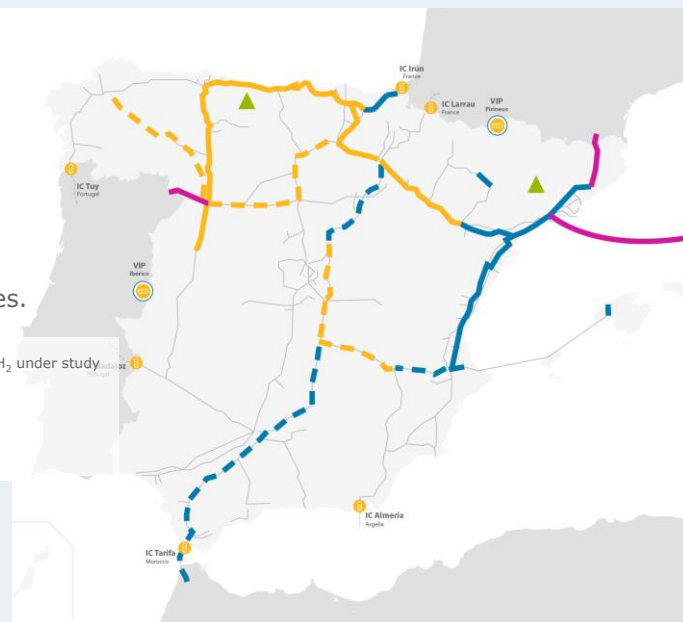 IC Irún
France
IC Larrau
France
VIP
Pirineos
IC Tuy
Portugal
VIP
Ibérico
es.
H₂ under study
Portugal
IC Almería
Argelia
IC Tarifa
Morocco